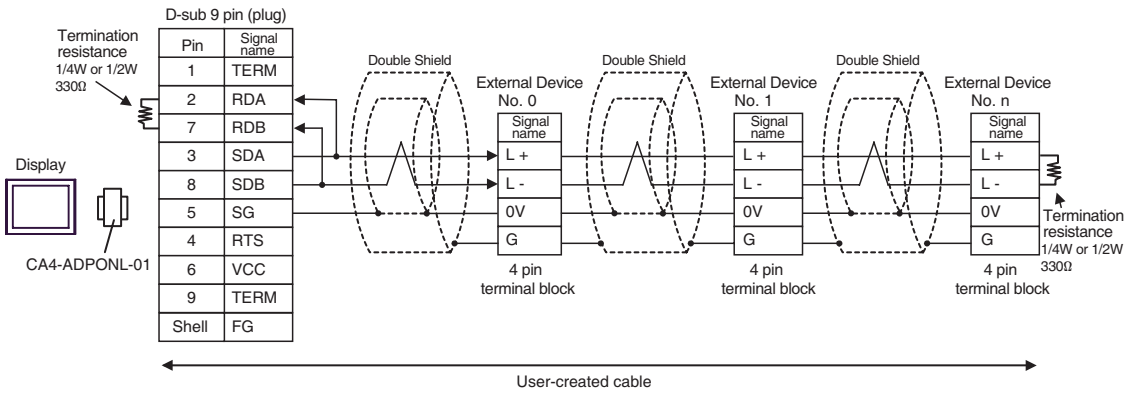 D-sub 9 pin (plug)
Termination
resistance
1/4W or 1/2W
330Ω
Pin
Signal
name
1
TERM
2
RDA
7
RDB
3
SDA
8
SDB
5
SG
4
RTS
6
VCC
9
TERM
Shell
FG
Display
CA4-ADPONL-01
Double Shield
External Device
No. 0
Signal
name
L +
L -
0V
G
4 pin
terminal block
Double Shield
External Device
No. 1
Signal
name
L +
L -
0V
G
4 pin
terminal block
Double Shield
External Device
No. n
Signal
name
L +
L -
0V
G
4 pin
terminal block
Termination
resistance
1/4W or 1/2W
330Ω
User-created cable